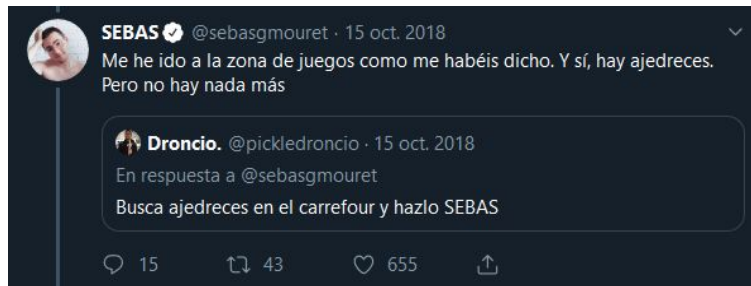 SEBAS @sebasgmouret · 15 oct. 2018
Me he ido a la zona de juegos como me habéis dicho. Y sí, hay ajedreces.
Pero no hay nada más
Droncio. @pickledroncio · 15 oct. 2018
En respuesta a @sebasgmouret
Busca ajedreces en el carrefour y hazlo SEBAS
15 43 655